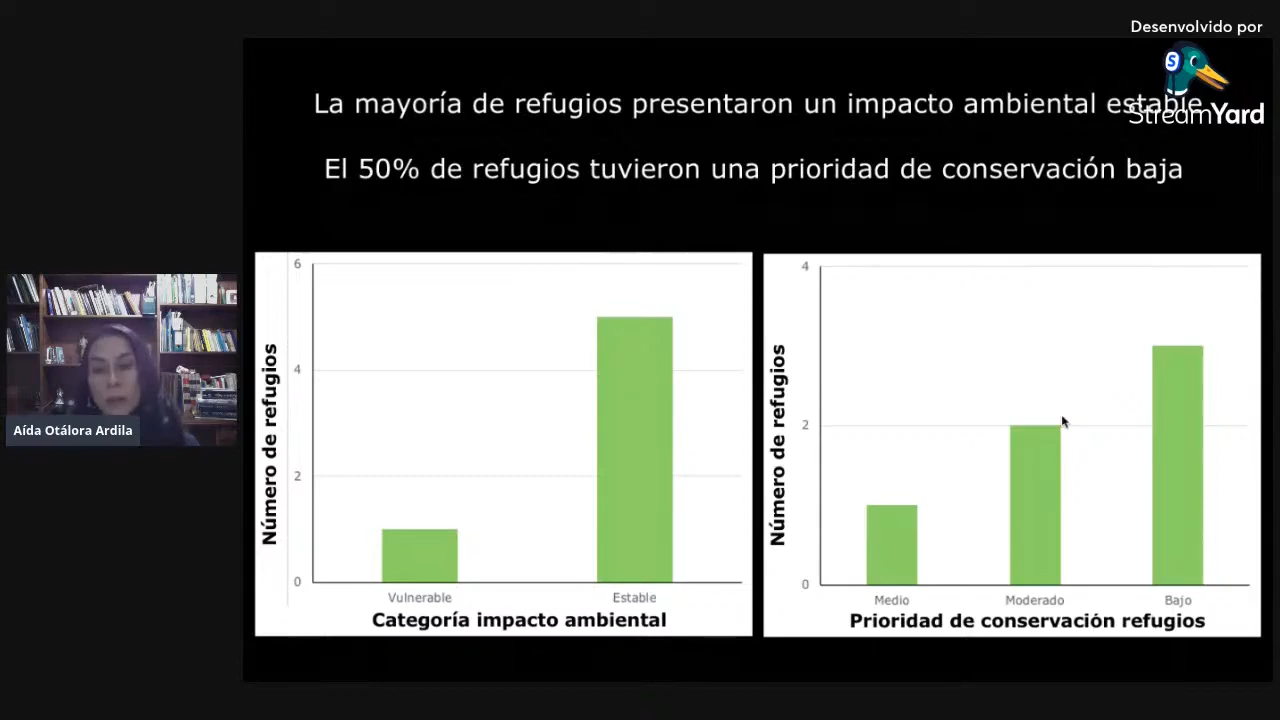 Desenvolvido por
StreamYard
La mayoría de refugios presentaron un impacto ambiental estable
El 50% de refugios tuvieron una prioridad de conservación baja
Número de refugios
6
4
2
0
Vulnerable
Estable
Categoría impacto ambiental
Número de refugios
4
2
0
Medio
Moderado
Bajo
Prioridad de conservación refugios
Aída Otálora Ardila